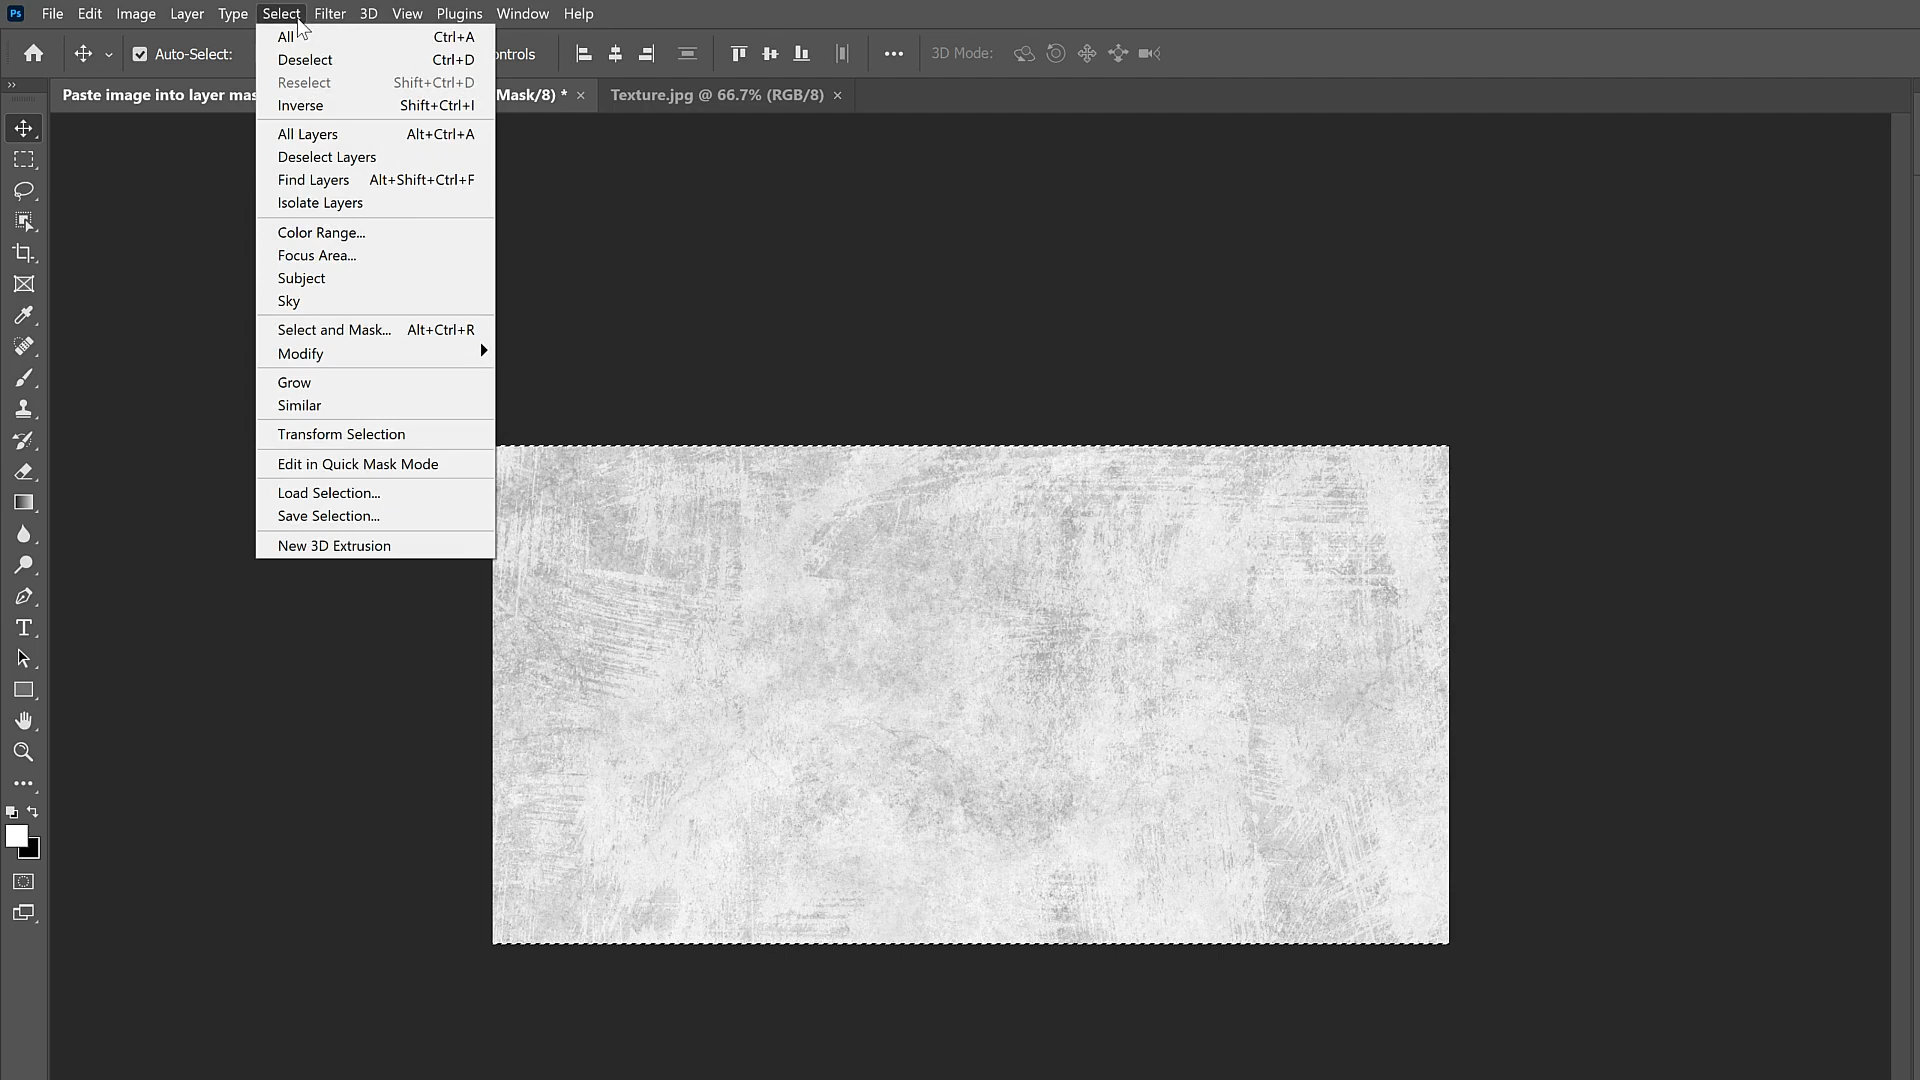 Ps File Edit Image Layer Type Select Filter 3D View Plugins Window Help
Auto-Select: ontrols 3D Mode:
Paste image into layer mas Mask/8) * × Texture.jpg @ 66.7% (RGB/8) ×
All Ctrl+A
Deselect Ctrl+D
Reselect Shift+Ctrl+D
Inverse Shift+Ctrl+I
All Layers Alt+Ctrl+A
Deselect Layers
Find Layers Alt+Shift+Ctrl+F
Isolate Layers
Color Range...
Focus Area...
Subject
Sky
Select and Mask... Alt+Ctrl+R
Modify
Grow
Similar
Transform Selection
Edit in Quick Mask Mode
Load Selection...
Save Selection...
New 3D Extrusion